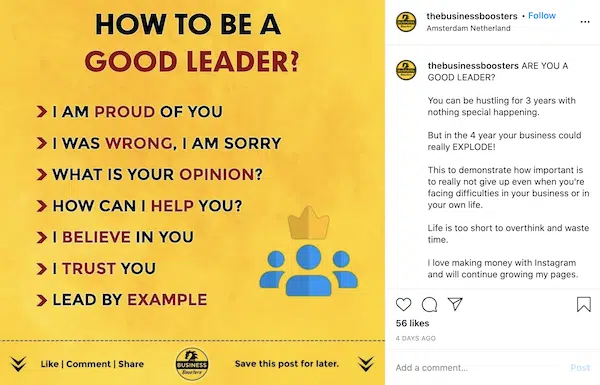 HOW TO BE A
GOOD LEADER?
I AM PROUD OF YOU
I WAS WRONG, I AM SORRY
WHAT IS YOUR OPINION?
HOW CAN I HELP YOU?
I BELIEVE IN YOU
I TRUST YOU
LEAD BY EXAMPLE
Like | Comment | Share
BUSINESS
Boosters
Save this post for later.
thebusinessboosters • Follow
Amsterdam Netherland
thebusinessboosters ARE YOU A
GOOD LEADER?
You can be hustling for 3 years with
nothing special happening.
But in the 4 year your business could
really EXPLODE!
This to demonstrate how important is
to really not give up even when you're
facing difficulties in your business or in
your own life.
Life is too short to overthink and waste
time.
I love making money with Instagram
and will continue growing my pages.
56 likes
4 DAYS AGO
Add a comment...
Post